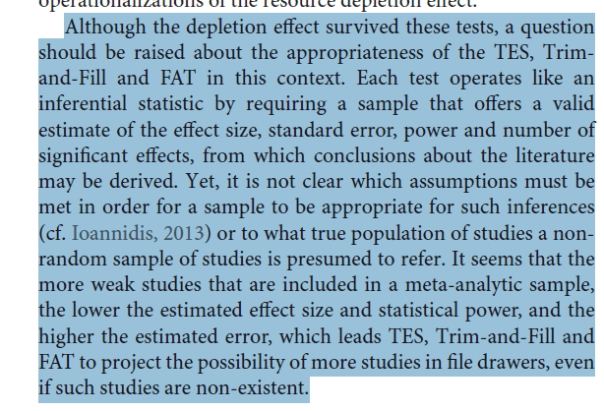 operationalizations of the resource depletion effect.
Although the depletion effect survived these tests, a question
should be raised about the appropriateness of the TES, Trim-
and-Fill and FAT in this context. Each test operates like an
inferential statistic by requiring a sample that offers a valid
estimate of the effect size, standard error, power and number of
significant effects, from which conclusions about the literature
may be derived. Yet, it is not clear which assumptions must be
met in order for a sample to be appropriate for such inferences
(cf. Ioannidis, 2013) or to what true population of studies a non-
random sample of studies is presumed to refer. It seems that the
more weak studies that are included in a meta-analytic sample,
the lower the estimated effect size and statistical power, and the
higher the estimated error, which leads TES, Trim-and-Fill and
FAT to project the possibility of more studies in file drawers, even
if such studies are non-existent.